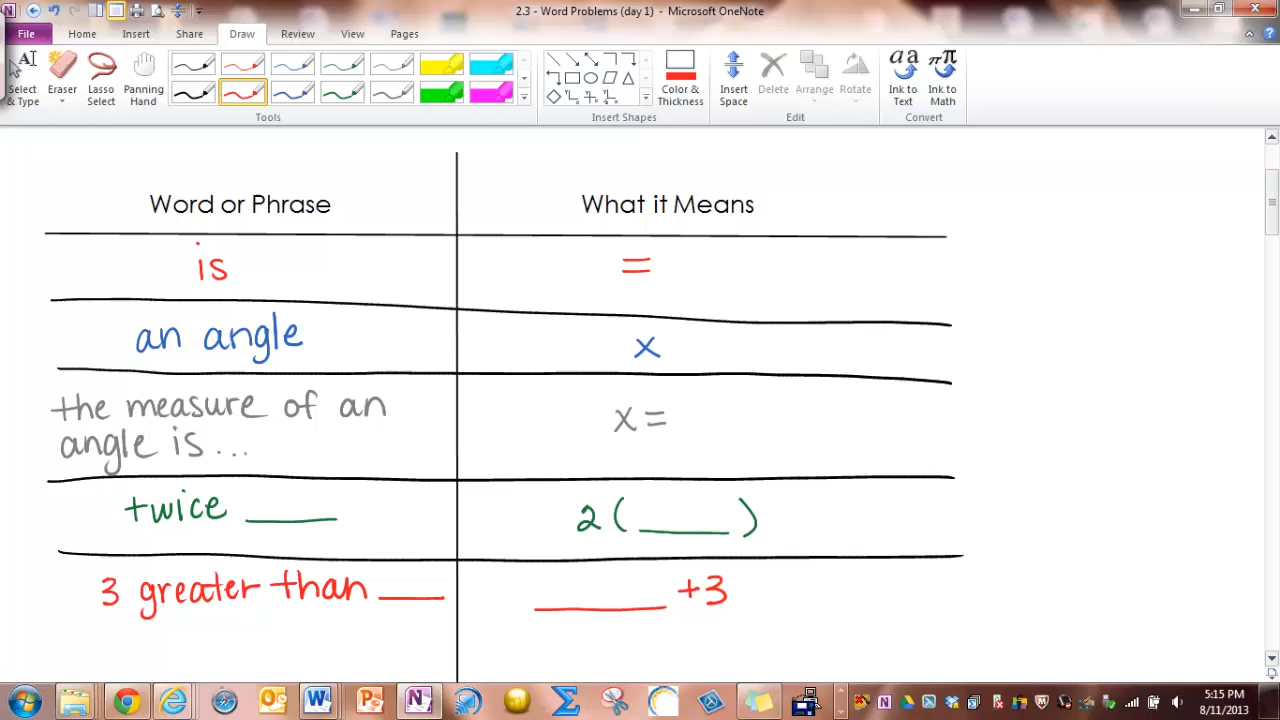 2.3 - Word Problems (day 1) - Microsoft OneNote
File Home Insert Share Draw Review View Pages
Select & Type
Eraser
Lasso Select
Panning Hand
Color & Thickness
Insert Space
Delete
Arrange
Rotate
Ink to Text
Ink to Math
Tools Insert Shapes Edit Convert
Word or Phrase What it Means
is =
an angle x
the measure of an
angle is... x =
twice ____ 2 ( ____ )
3 greater than ____ ____ +3
5:15 PM
8/11/2013